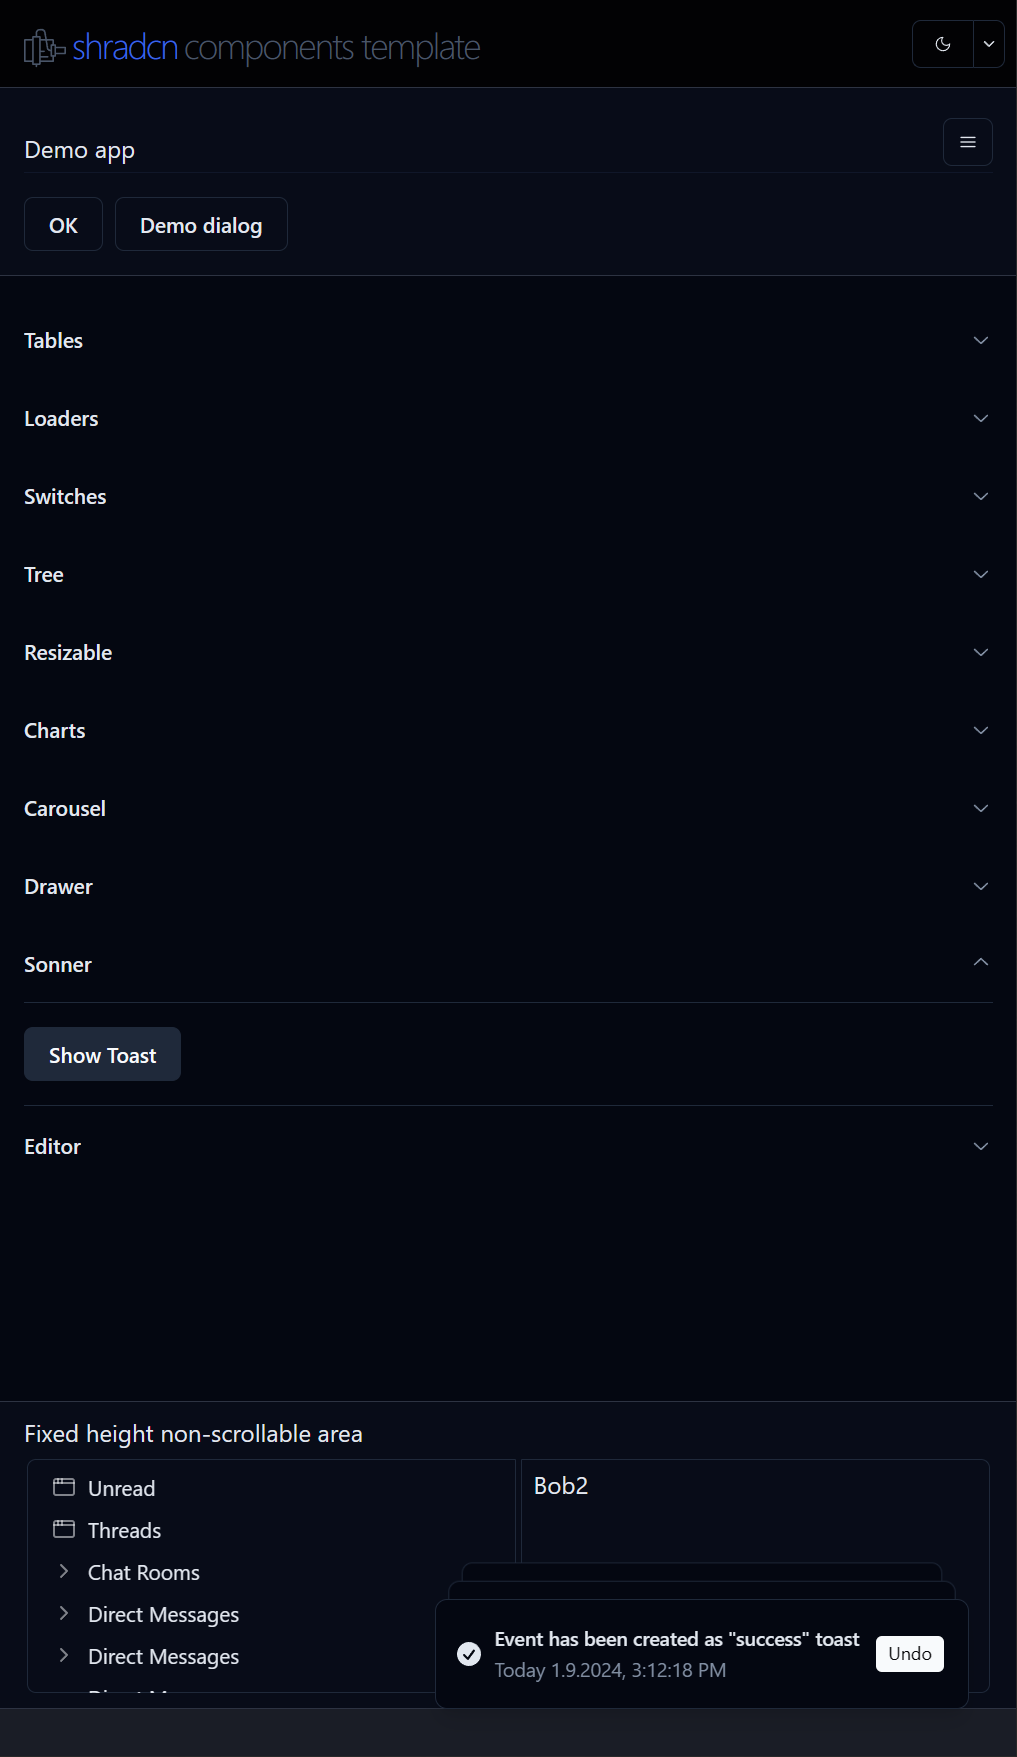 shradcn components template
Demo app
OK
Demo dialog
Tables
Loaders
Switches
Tree
Resizable
Charts
Carousel
Drawer
Sonner
Show Toast
Editor
Fixed height non-scrollable area
Unread
Threads
Chat Rooms
Direct Messages
Direct Messages
Bob2
Event has been created as "success" toast
Today 1.9.2024, 3:12:18 PM
Undo